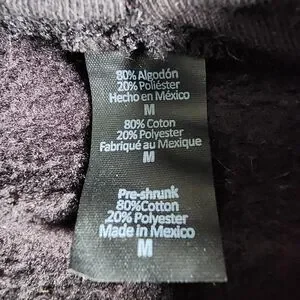 80% Algodón
20% Poliéster
Hecho en México
M
80% Coton
20% Polyester
Fabriqué au Mexique
M
Pre-shrunk
80%Cotton
20% Polyester
Made in Mexico
M